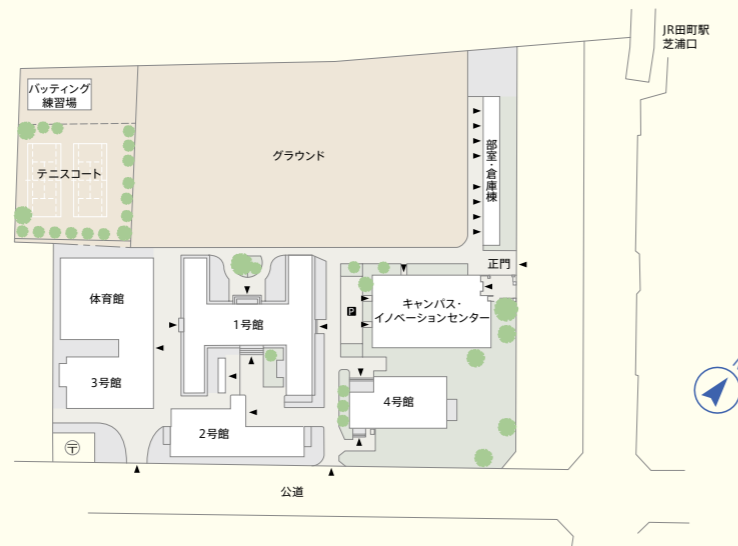 JR田町駅
芝浦口
バッティング
練習場
グラウンド
テニスコート
部室・倉庫棟
正門
体育館
キャンパス・
イノベーションセンター
P
1号館
3号館
4号館
2号館
〒
公道